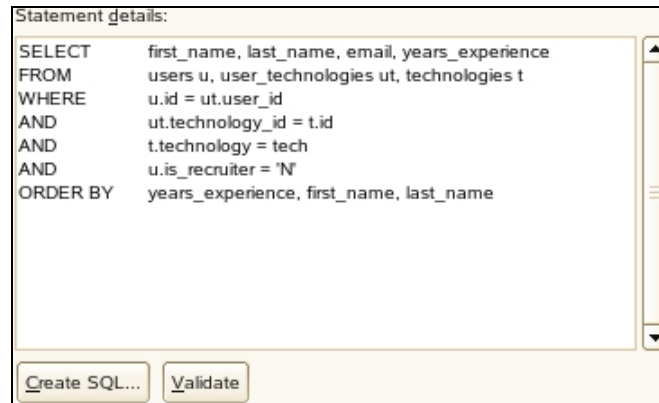 Statement details:
SELECT first_name, last_name, email, years_experience
FROM users u, user_technologies ut, technologies t
WHERE u.id = ut.user_id
AND ut.technology_id = t.id
AND t.technology = tech
AND u.is_recruiter = 'N'
ORDER BY years_experience, first_name, last_name
Create SQL...
Validate